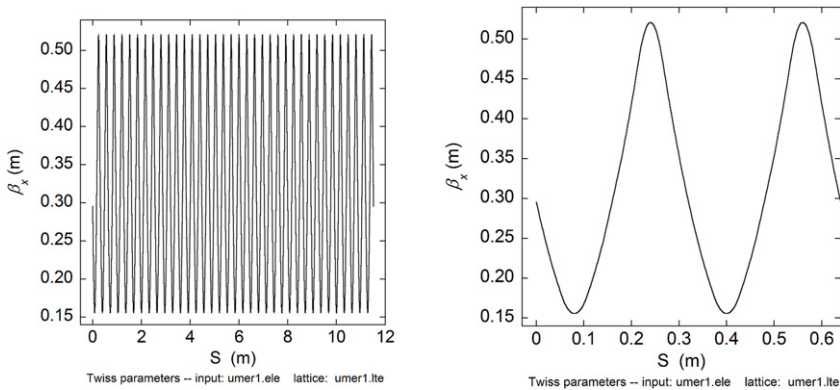 0.50
0.45
0.40
0.35
0.30
0.25
0.20
0.15
βx (m)
0 2 4 6 8 10 12
S (m)
Twiss parameters -- input: umer1.ele lattice: umer1.lte
0.50
0.45
0.40
0.35
0.30
0.25
0.20
0.15
βx (m)
0 0.1 0.2 0.3 0.4 0.5 0.6
S (m)
Twiss parameters -- input: umer1.ele lattice: umer1.lte